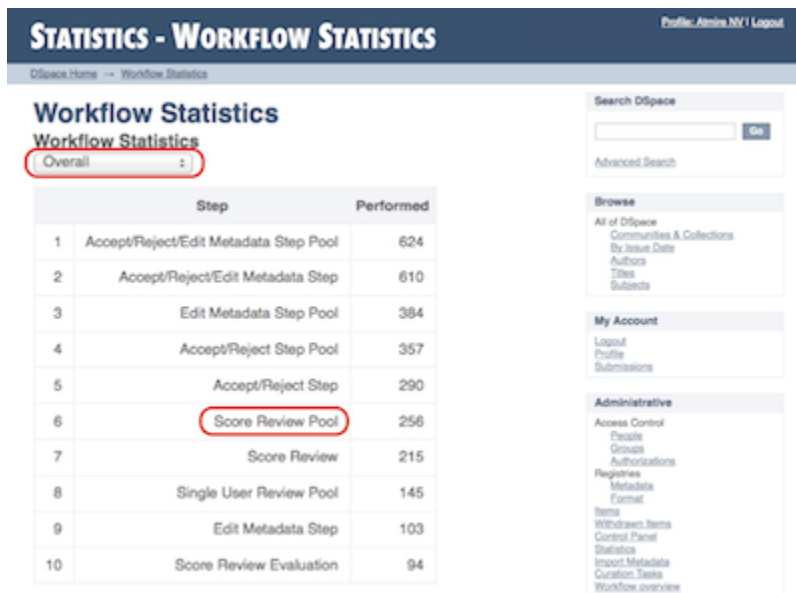 STATISTICS - WORKFLOW STATISTICS
Profile: Atmire NV | Logout
DSpace Home → Workflow Statistics
Workflow Statistics
Workflow Statistics
Overall
Step Performed
1 Accept/Reject/Edit Metadata Step Pool 624
2 Accept/Reject/Edit Metadata Step 610
3 Edit Metadata Step Pool 384
4 Accept/Reject Step Pool 357
5 Accept/Reject Step 290
6 Score Review Pool 256
7 Score Review 215
8 Single User Review Pool 145
9 Edit Metadata Step 103
10 Score Review Evaluation 94
Search DSpace
Go
Advanced Search
Browse
All of DSpace
Communities & Collections
By Issue Date
Authors
Titles
Subjects
My Account
Logout
Profile
Submissions
Administrative
Access Control
People
Groups
Authorizations
Registries
Metadata
Format
Items
Withdrawn Items
Control Panel
Statistics
Import Metadata
Curation Tasks
Workflow overview